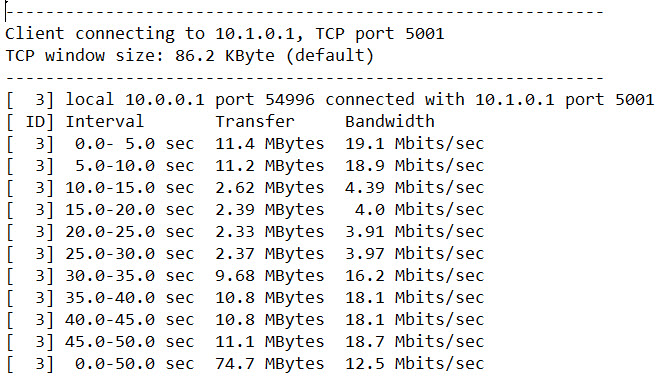 ------------------------------------------------------------
Client connecting to 10.1.0.1, TCP port 5001
TCP window size: 86.2 KByte (default)
------------------------------------------------------------
[  3] local 10.0.0.1 port 54996 connected with 10.1.0.1 port 5001
[ ID] Interval       Transfer     Bandwidth
[  3]  0.0- 5.0 sec  11.4 MBytes  19.1 Mbits/sec
[  3]  5.0-10.0 sec  11.2 MBytes  18.9 Mbits/sec
[  3] 10.0-15.0 sec  2.62 MBytes  4.39 Mbits/sec
[  3] 15.0-20.0 sec  2.39 MBytes   4.0 Mbits/sec
[  3] 20.0-25.0 sec  2.33 MBytes  3.91 Mbits/sec
[  3] 25.0-30.0 sec  2.37 MBytes  3.97 Mbits/sec
[  3] 30.0-35.0 sec  9.68 MBytes  16.2 Mbits/sec
[  3] 35.0-40.0 sec  10.8 MBytes  18.1 Mbits/sec
[  3] 40.0-45.0 sec  10.8 MBytes  18.1 Mbits/sec
[  3] 45.0-50.0 sec  11.1 MBytes  18.7 Mbits/sec
[  3]  0.0-50.0 sec  74.7 MBytes  12.5 Mbits/sec